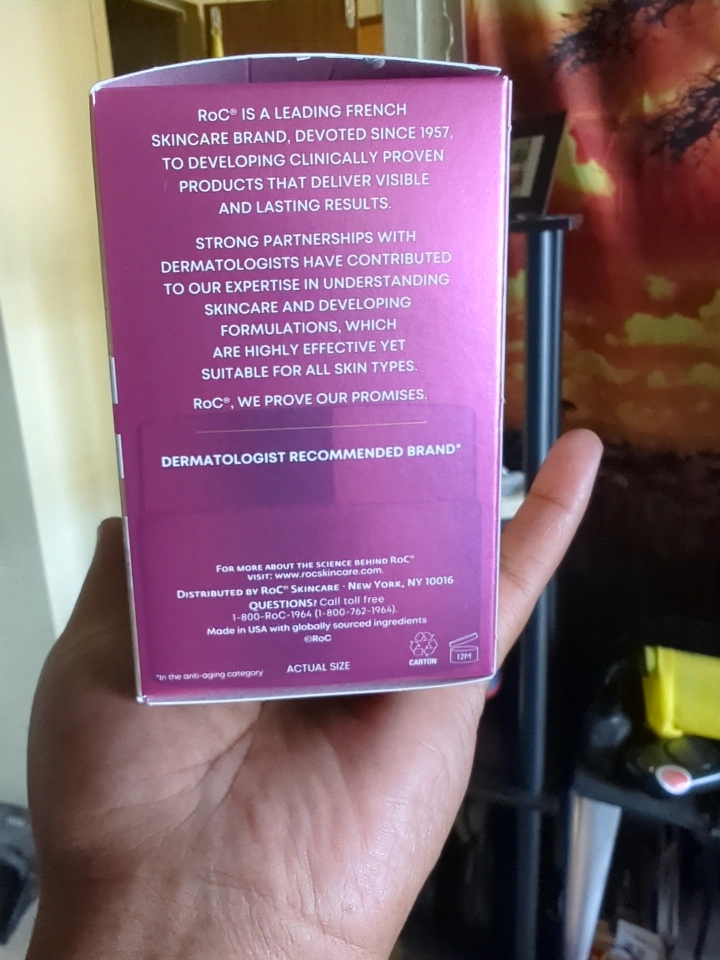 RoC® IS A LEADING FRENCH
SKINCARE BRAND, DEVOTED SINCE 1957,
TO DEVELOPING CLINICALLY PROVEN
PRODUCTS THAT DELIVER VISIBLE
AND LASTING RESULTS.
STRONG PARTNERSHIPS WITH
DERMATOLOGISTS HAVE CONTRIBUTED
TO OUR EXPERTISE IN UNDERSTANDING
SKINCARE AND DEVELOPING
FORMULATIONS, WHICH
ARE HIGHLY EFFECTIVE YET
SUITABLE FOR ALL SKIN TYPES.
RoC®, WE PROVE OUR PROMISES.
DERMATOLOGIST RECOMMENDED BRAND*
FOR MORE ABOUT THE SCIENCE BEHIND RoC®
VISIT: www.rocskincare.com.
DISTRIBUTED BY RoC® SKINCARE · NEW YORK, NY 10016
QUESTIONS? Call toll free
1-800-RoC-1964 (1-800-762-1964).
Made in USA with globally sourced ingredients
©RoC
CARTON
12M
*In the anti-aging category
ACTUAL SIZE